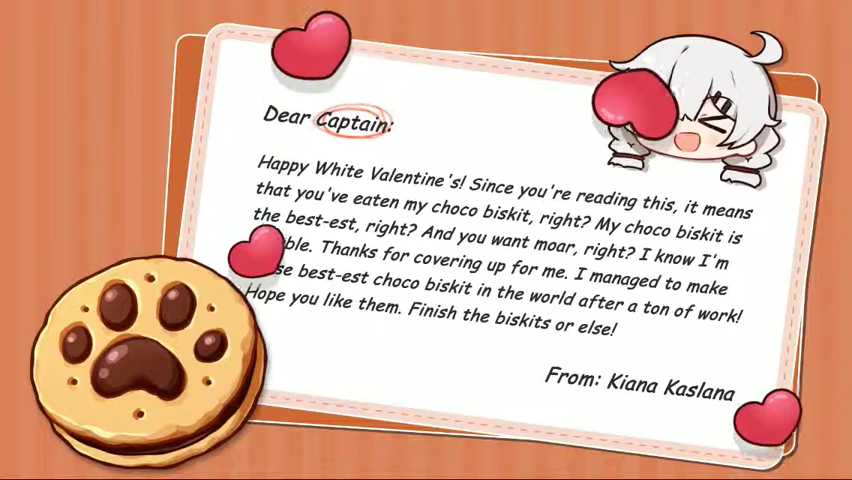 Dear Captain:
Happy White Valentine's! Since you're reading this, it means
that you've eaten my choco biskit, right? My choco biskit is
the best-est, right? And you want moar, right? I know I'm
ble. Thanks for covering up for me. I managed to make
se best-est choco biskit in the world after a ton of work!
Hope you like them. Finish the biskits or else!
From: Kiana Kaslana